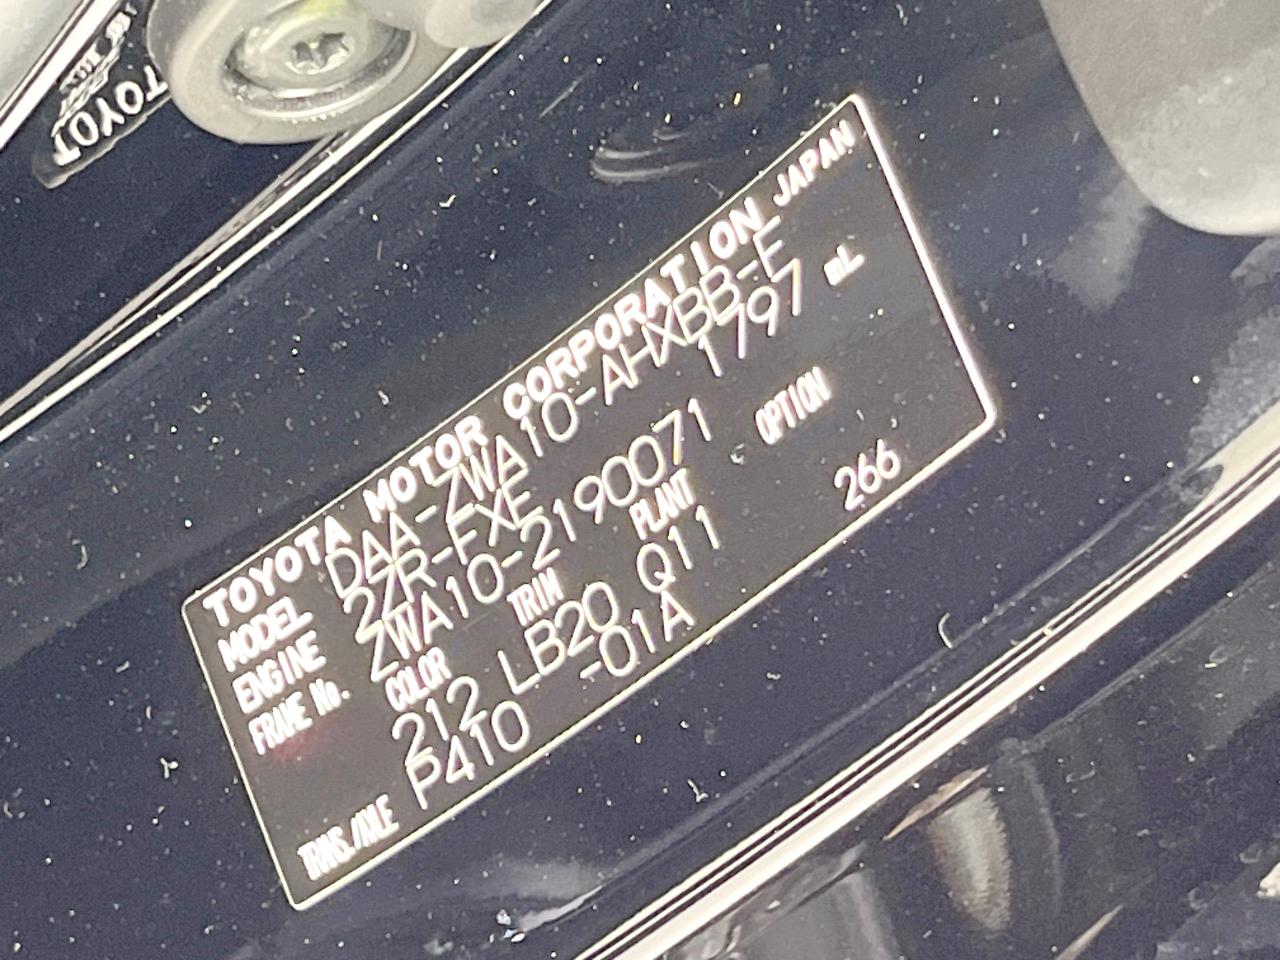 TOYOT
TOYOTA MOTOR CORPORATION JAPAN
MODEL DAA-ZWA10-AHXBB-E
ENGINE 2ZR-FXE 1797 mL
FRAME No. ZWA10-2190071
COLOR TRIM PLANT OPTION
212 LB20 Q11 266
TRANS./AXLE P410 -01A